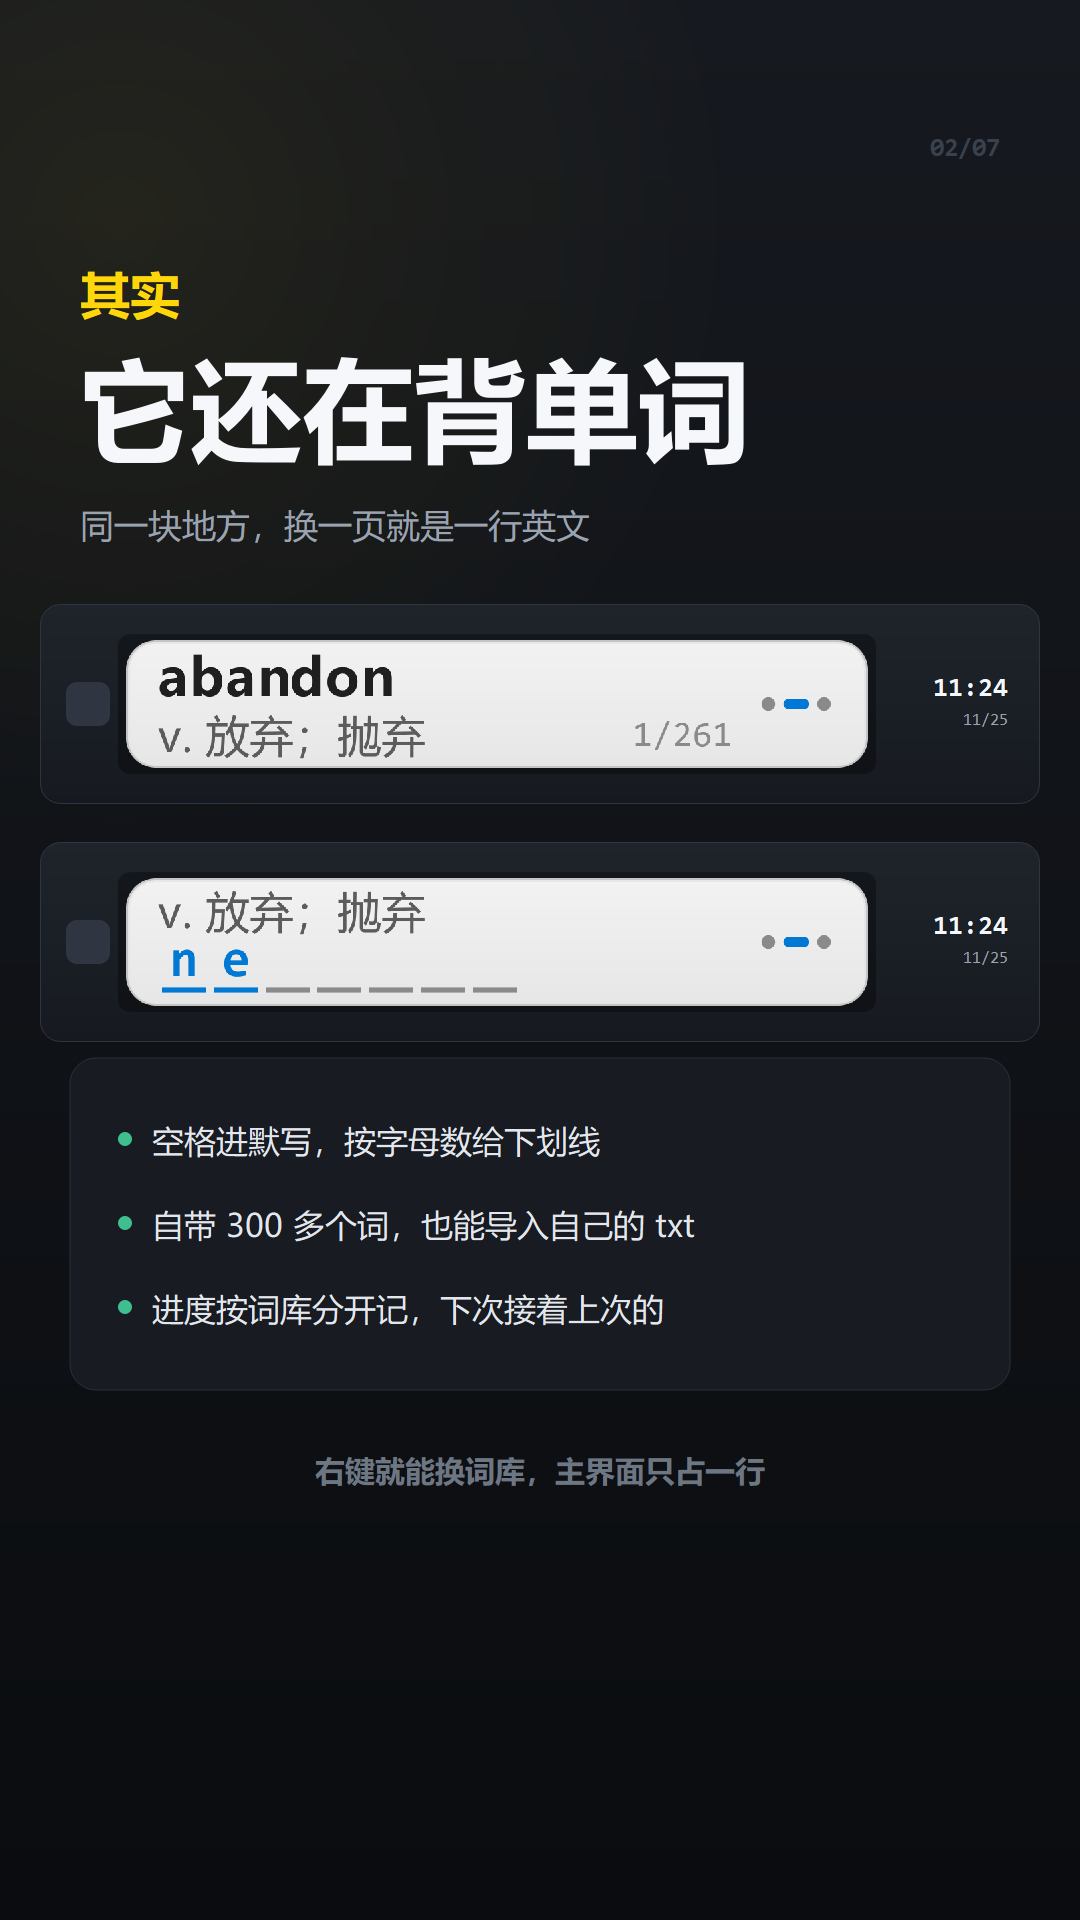 02/07
其实
它还在背单词
同一块地方，换一页就是一行英文
abandon
v. 放弃；抛弃
1/261
11:24
11/25
v. 放弃；抛弃
n e
11:24
11/25
空格进默写，按字母数给下划线
自带 300 多个词，也能导入自己的 txt
进度按词库分开记，下次接着上次的
右键就能换词库，主界面只占一行